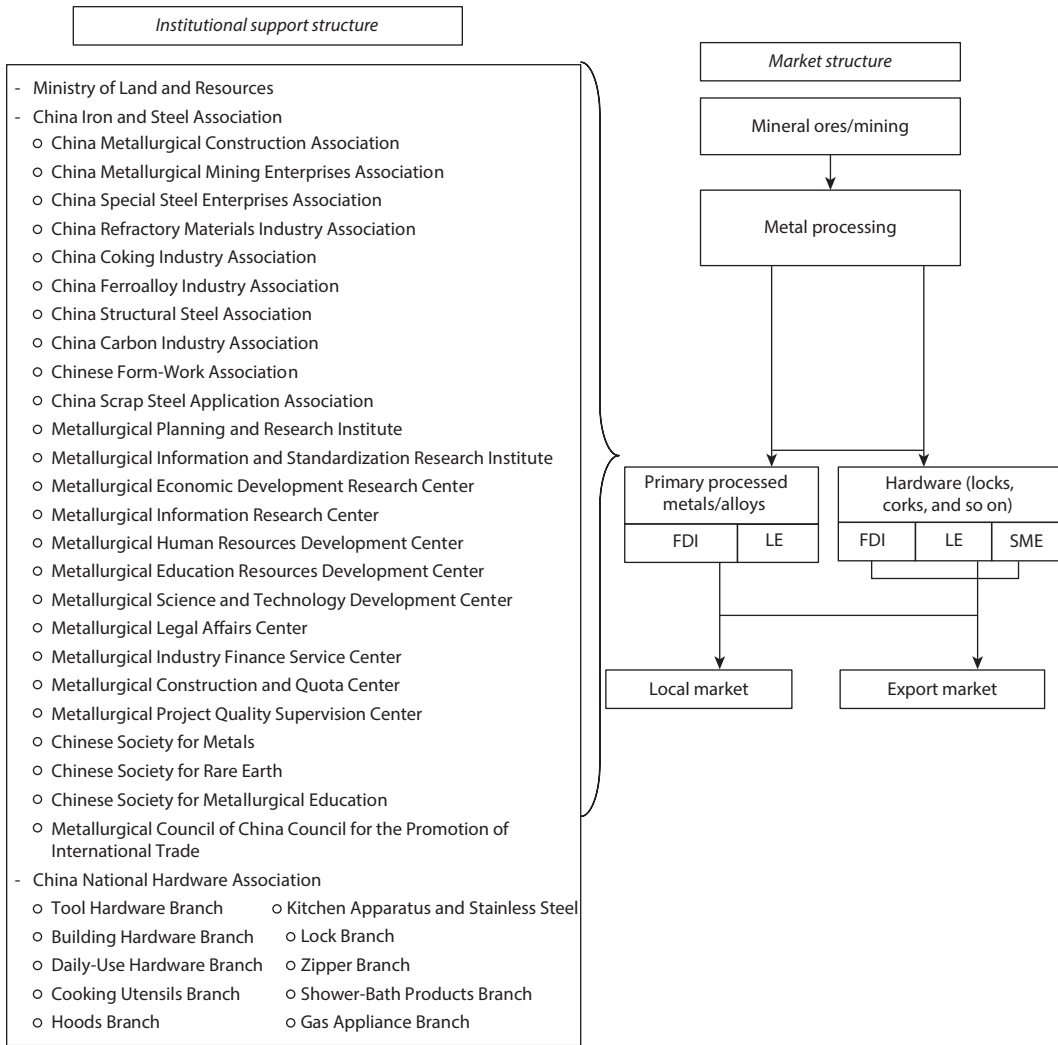 Institutional support structure
- Ministry of Land and Resources
- China Iron and Steel Association
o China Metallurgical Construction Association
o China Metallurgical Mining Enterprises Association
o China Special Steel Enterprises Association
o China Refractory Materials Industry Association
o China Coking Industry Association
o China Ferroalloy Industry Association
o China Structural Steel Association
o China Carbon Industry Association
o Chinese Form-Work Association
o China Scrap Steel Application Association
o Metallurgical Planning and Research Institute
o Metallurgical Information and Standardization Research Institute
o Metallurgical Economic Development Research Center
o Metallurgical Information Research Center
o Metallurgical Human Resources Development Center
o Metallurgical Education Resources Development Center
o Metallurgical Science and Technology Development Center
o Metallurgical Legal Affairs Center
o Metallurgical Industry Finance Service Center
o Metallurgical Construction and Quota Center
o Metallurgical Project Quality Supervision Center
o Chinese Society for Metals
o Chinese Society for Rare Earth
o Chinese Society for Metallurgical Education
o Metallurgical Council of China Council for the Promotion of
International Trade
- China National Hardware Association
o Tool Hardware Branch
o Building Hardware Branch
o Daily-Use Hardware Branch
o Cooking Utensils Branch
o Hoods Branch
o Kitchen Apparatus and Stainless Steel
o Lock Branch
o Zipper Branch
o Shower-Bath Products Branch
o Gas Appliance Branch
Market structure
Mineral ores/mining
Metal processing
Primary processed
metals/alloys
FDI
LE
Hardware (locks,
corks, and so on)
FDI
LE
SME
Local market
Export market